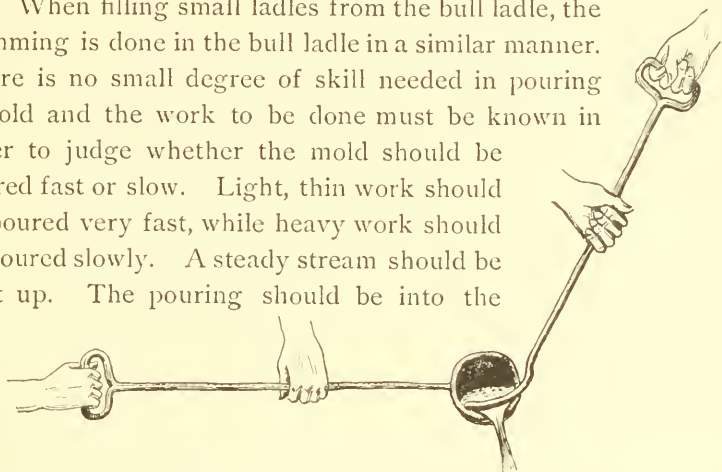 When filling small ladles from the bull ladle, the
mming is done in the bull ladle in a similar manner.
re is no small degree of skill needed in pouring
old and the work to be done must be known in
er to judge whether the mold should be
red fast or slow. Light, thin work should
oured very fast, while heavy work should
oured slowly. A steady stream should be
t up. The pouring should be into the